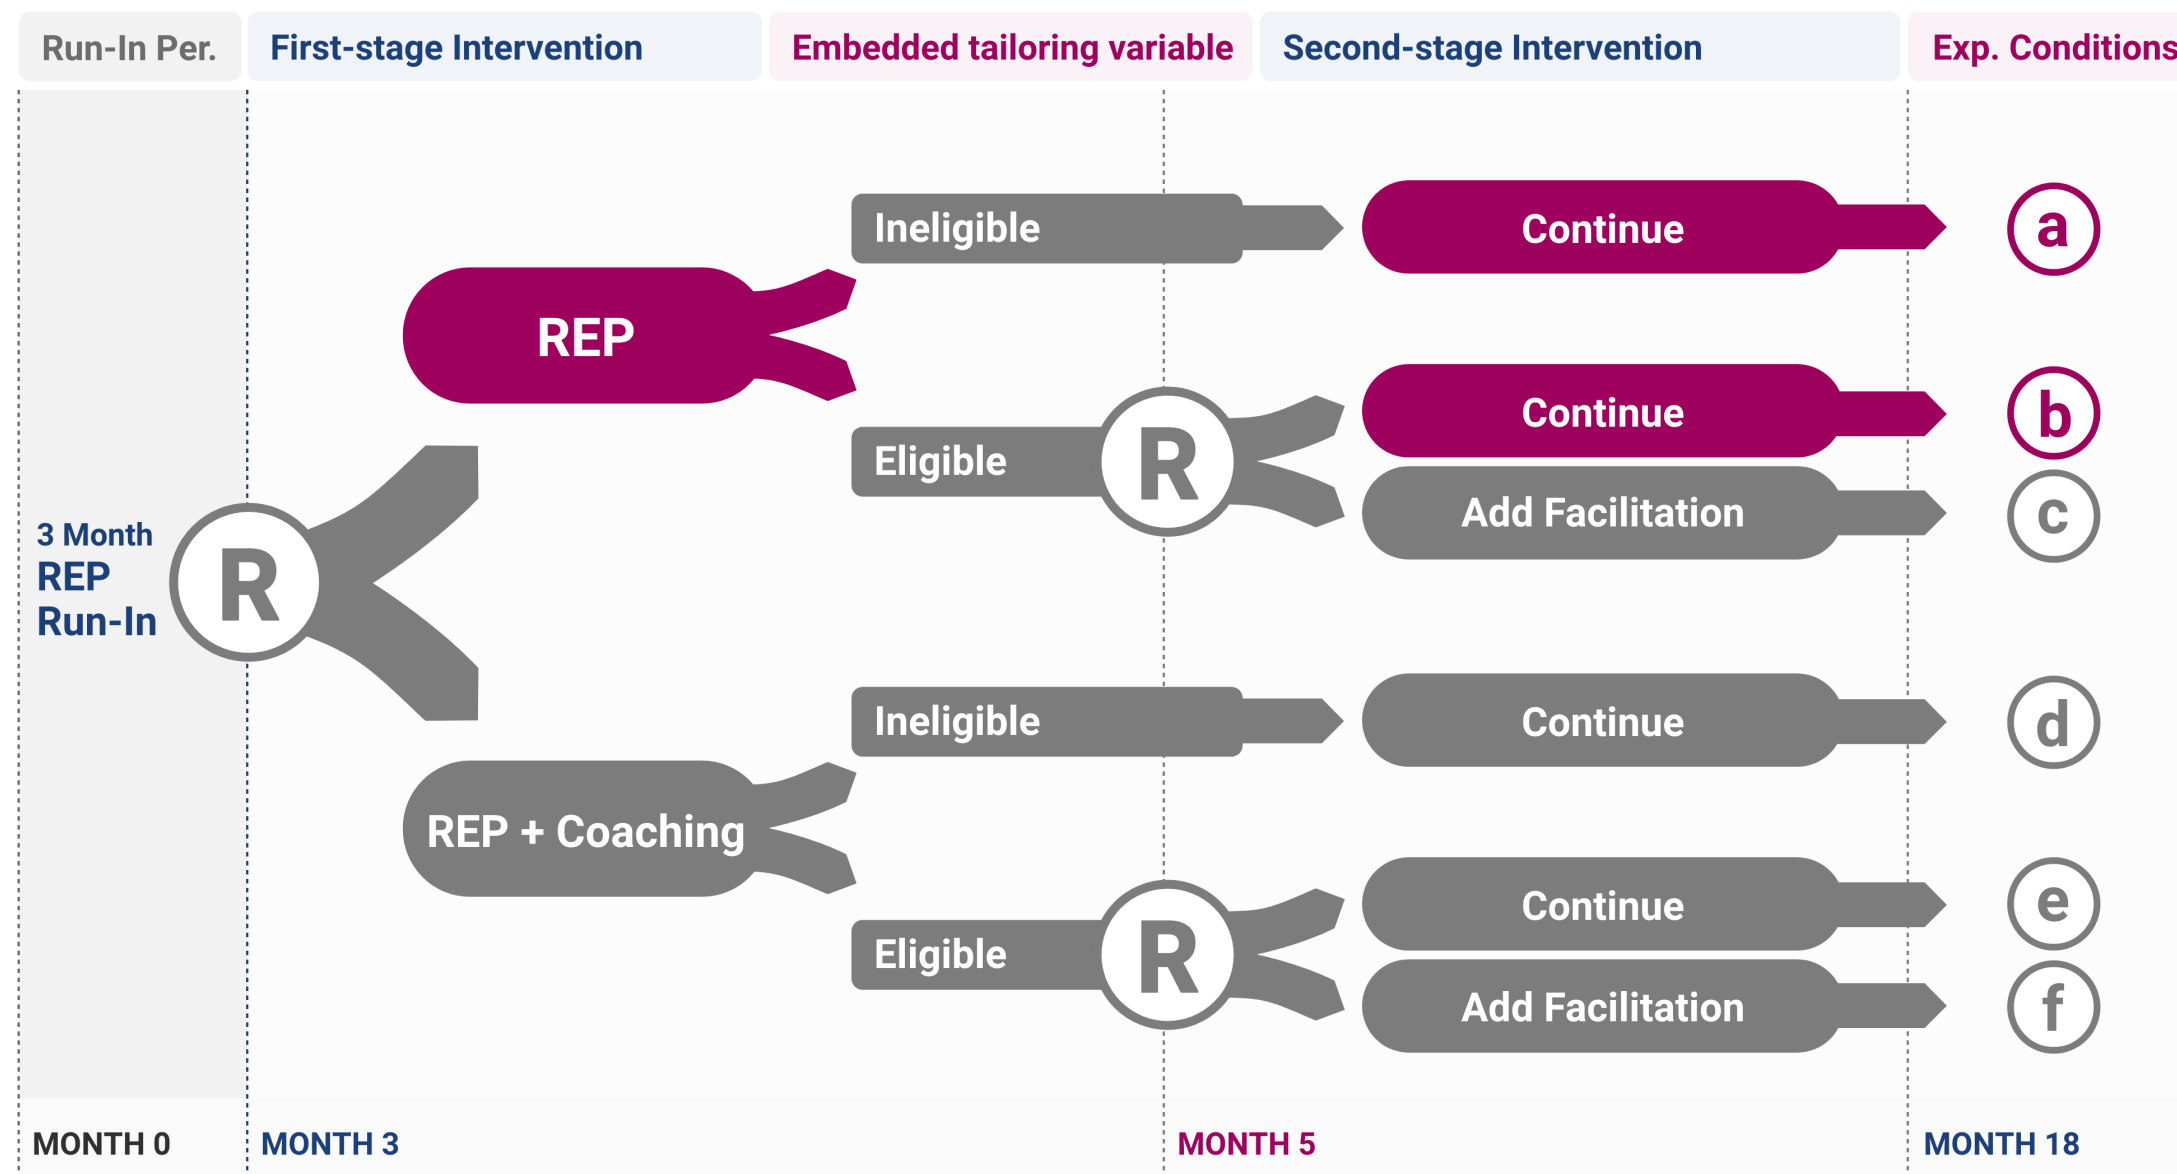 Run-In Per.
First-stage Intervention
Embedded tailoring variable
Second-stage Intervention
Exp. Conditions
Ineligible
Continue
a
REP
Continue
b
Eligible
R
Add Facilitation
c
3 Month
REP
Run-In
R
Ineligible
Continue
d
REP + Coaching
Continue
e
Eligible
R
Add Facilitation
f
MONTH 0
MONTH 3
MONTH 5
MONTH 18